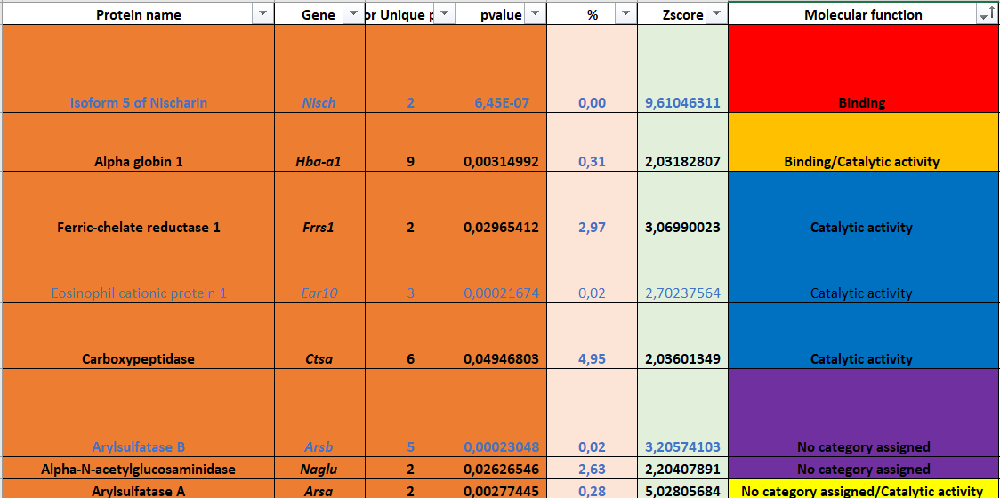 Protein name Gene or Unique p pvalue % Zscore Molecular function
Isoform 5 of Nischarin Nisch 2 6,45E-07 0,00 9,61046311 Binding
Alpha globin 1 Hba-a1 9 0,00314992 0,31 2,03182807 Binding/Catalytic activity
Ferric-chelate reductase 1 Frrs1 2 0,02965412 2,97 3,06990023 Catalytic activity
Eosinophil cationic protein 1 Ear10 3 0,00021674 0,02 2,70237564 Catalytic activity
Carboxypeptidase Ctsa 6 0,04946803 4,95 2,03601349 Catalytic activity
Arylsulfatase B Arsb 5 0,00023048 0,02 3,20574103 No category assigned
Alpha-N-acetylglucosaminidase Naglu 2 0,02626546 2,63 2,20407891 No category assigned
Arylsulfatase A Arsa 2 0,00277445 0,28 5,02805684 No category assigned/Catalytic activity